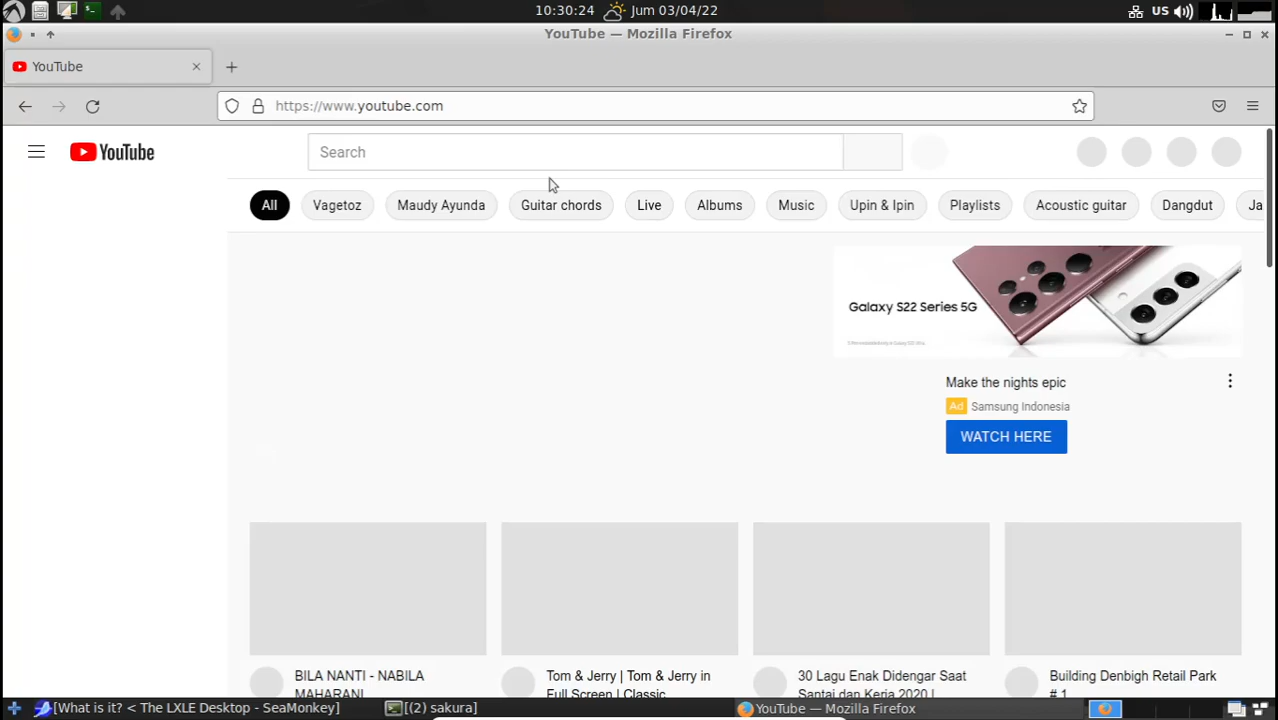 10:30:24 Jum 03/04/22 US
YouTube — Mozilla Firefox
YouTube
https://www.youtube.com
YouTube
Search
All Vagetoz Maudy Ayunda Guitar chords Live Albums Music Upin & Ipin Playlists Acoustic guitar Dangdut Ja
Galaxy S22 Series 5G
Make the nights epic
Ad Samsung Indonesia
WATCH HERE
BILA NANTI - NABILA
MAHARANI
Tom & Jerry | Tom & Jerry in
Full Screen | Classic
30 Lagu Enak Didengar Saat
Santai dan Kerja 2020 |
Building Denbigh Retail Park
# 1
[What is it? < The LXLE Desktop - SeaMonkey] [(2) sakura] YouTube — Mozilla Firefox